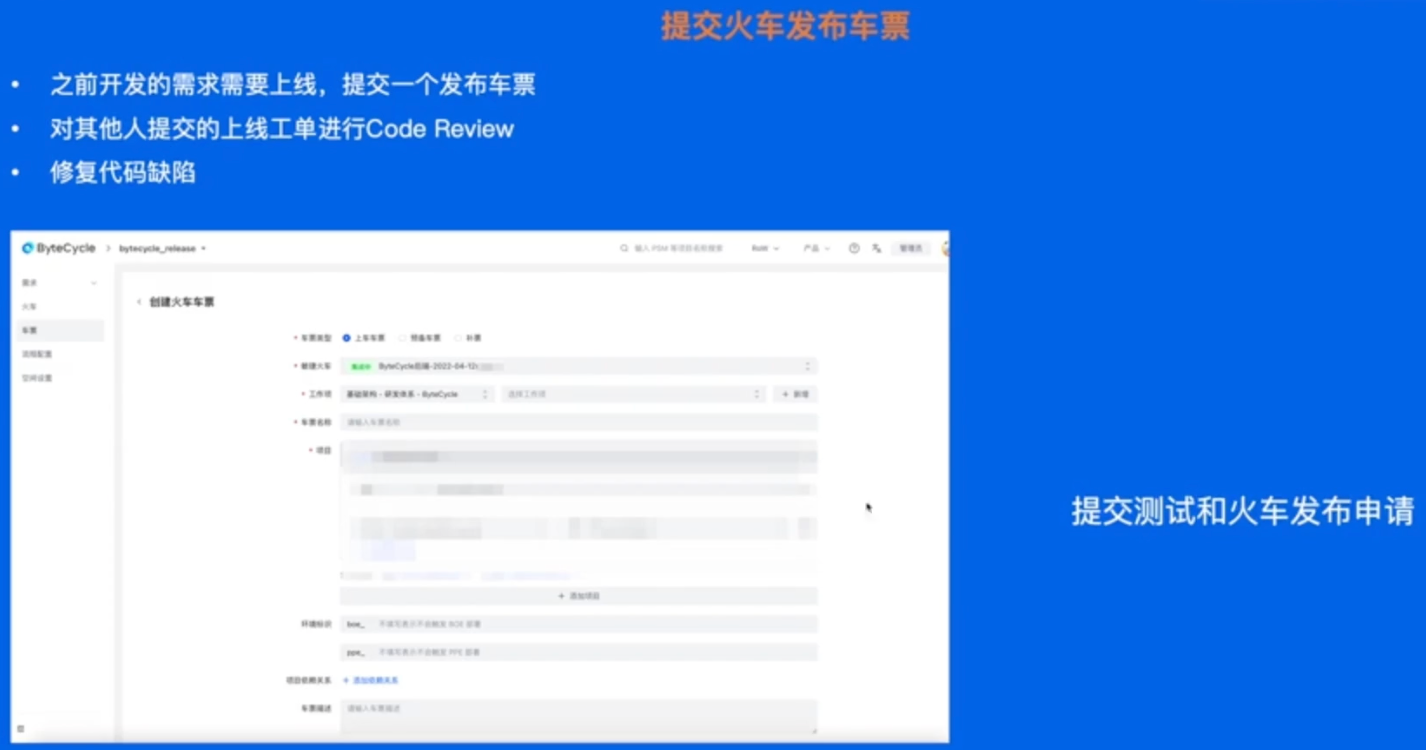 提交火车发布车票
• 之前开发的需求需要上线，提交一个发布车票
• 对其他人提交的上线工单进行Code Review
• 修复代码缺陷
ByteCycle > bytecycle_release
输入 PSM 等项目名称搜索
RoW
产品
管理员
需求
火车
车票
流程配置
空间设置
< 创建火车车票
* 车票类型 上车车票 预备车票 补票
* 搭建火车 集成中 ByteCycle后端-2022-04-12
* 工作项 基础架构 - 研发体系 - ByteCycle 选择工作项 + 新增
* 车票名称 请输入车票名称
* 项目
+ 添加项目
环境标识 boe_ 不填写表示不会触发 BOE 部署
ppe_ 不填写表示不会触发 PPE 部署
项目依赖关系 + 添加依赖关系
车票描述 请输入车票描述
提交测试和火车发布申请